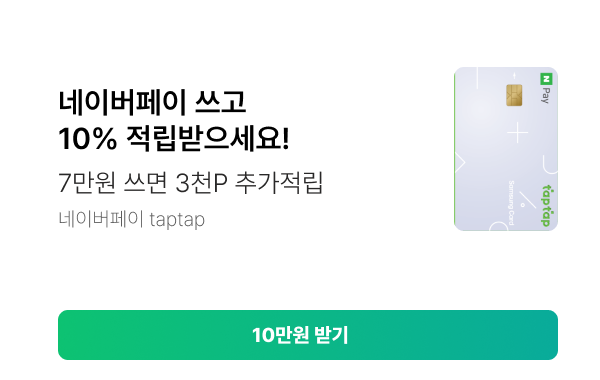 네이버페이 쓰고
10% 적립받으세요!
7만원 쓰면 3천P 추가적립
네이버페이 taptap
N Pay
taptap
Samsung Card
10만원 받기